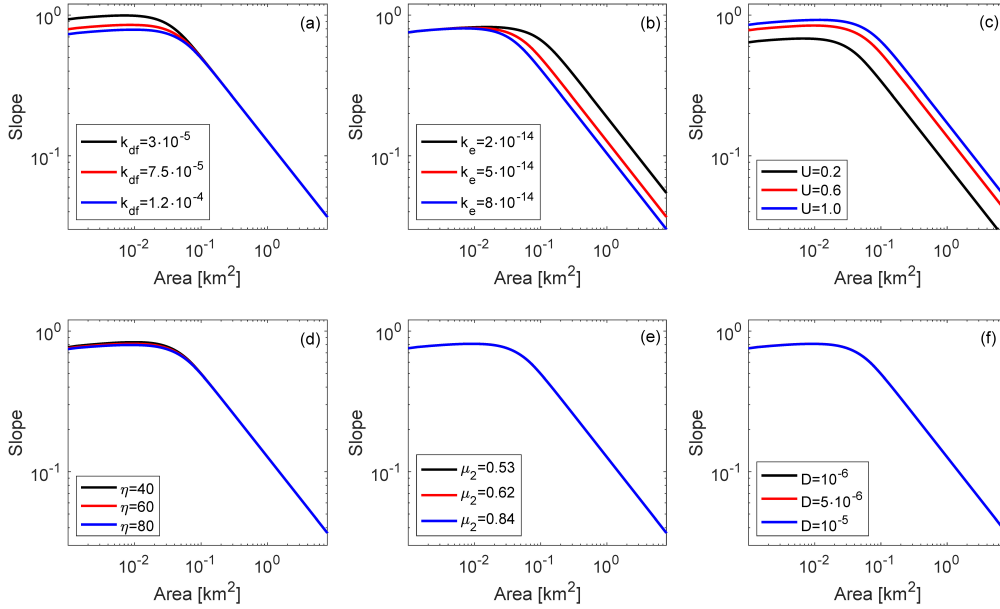 (a)
10^0
10^-1
Slope
k_df=3·10^-5
k_df=7.5·10^-5
k_df=1.2·10^-4
10^-2 10^-1 10^0
Area [km^2]
(b)
10^0
10^-1
Slope
k_e=2·10^-14
k_e=5·10^-14
k_e=8·10^-14
10^-2 10^-1 10^0
Area [km^2]
(c)
10^0
10^-1
Slope
U=0.2
U=0.6
U=1.0
10^-2 10^-1 10^0
Area [km^2]
(d)
10^0
10^-1
Slope
η=40
η=60
η=80
10^-2 10^-1 10^0
Area [km^2]
(e)
10^0
10^-1
Slope
μ_2=0.53
μ_2=0.62
μ_2=0.84
10^-2 10^-1 10^0
Area [km^2]
(f)
10^0
10^-1
Slope
D=10^-6
D=5·10^-6
D=10^-5
10^-2 10^-1 10^0
Area [km^2]